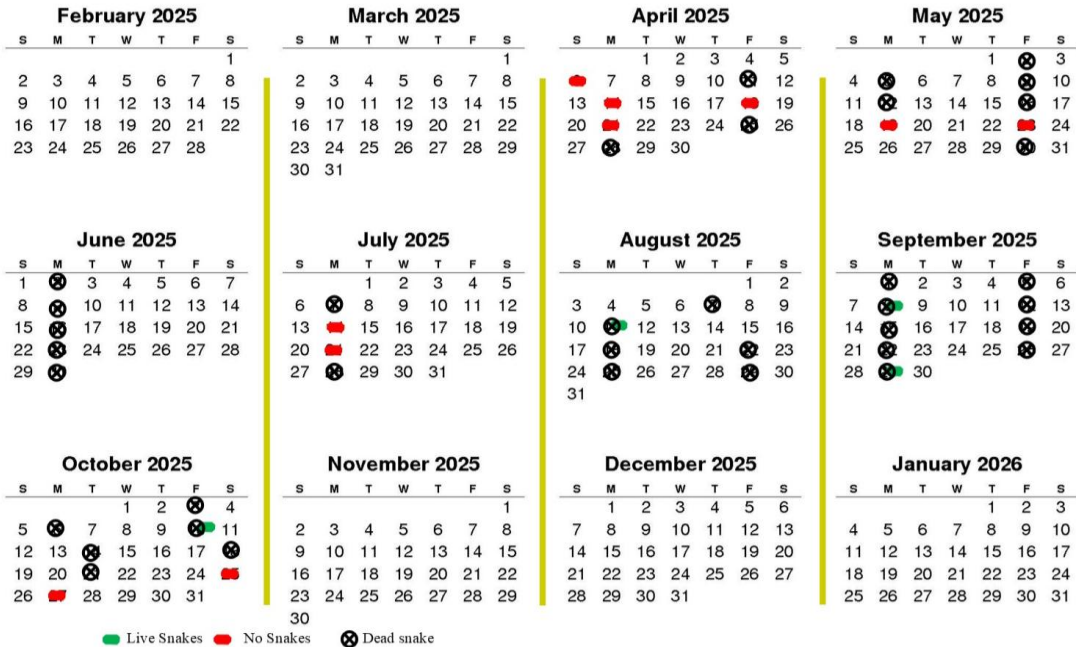 February 2025 March 2025 April 2025 May 2025
S M T W T F S S M T W T F S S M T W T F S S M T W T F S
1 1 1 2 3 4 5 1 3
2 3 4 5 6 7 8 2 3 4 5 6 7 8 7 8 9 10 12 4 6 7 8 10
9 10 11 12 13 14 15 9 10 11 12 13 14 15 13 15 16 17 19 11 13 14 15 17
16 17 18 19 20 21 22 16 17 18 19 20 21 22 20 22 23 24 26 18 20 21 22 24
23 24 25 26 27 28 23 24 25 26 27 28 29 27 29 30 25 26 27 28 29 31
30 31
June 2025 July 2025 August 2025 September 2025
S M T W T F S S M T W T F S S M T W T F S S M T W T F S
1 3 4 5 6 7 1 2 3 4 5 1 2 2 3 4 6
8 10 11 12 13 14 6 8 9 10 11 12 3 4 5 6 8 9 7 9 10 11 13
15 17 18 19 20 21 13 15 16 17 18 19 10 12 13 14 15 16 14 16 17 18 20
22 24 25 26 27 28 20 22 23 24 25 26 17 19 20 21 23 21 23 24 25 27
29 27 29 30 31 24 26 27 28 30 28 30
31
October 2025 November 2025 December 2025 January 2026
S M T W T F S S M T W T F S S M T W T F S S M T W T F S
1 2 4 1 1 2 3 4 5 6 1 2 3
5 7 8 9 11 2 3 4 5 6 7 8 7 8 9 10 11 12 13 4 5 6 7 8 9 10
12 13 15 16 17 9 10 11 12 13 14 15 14 15 16 17 18 19 20 11 12 13 14 15 16 17
19 20 22 23 24 16 17 18 19 20 21 22 21 22 23 24 25 26 27 18 19 20 21 22 23 24
26 28 29 30 31 23 24 25 26 27 28 29 28 29 30 31 25 26 27 28 29 30 31
30
Live Snakes No Snakes Dead snake